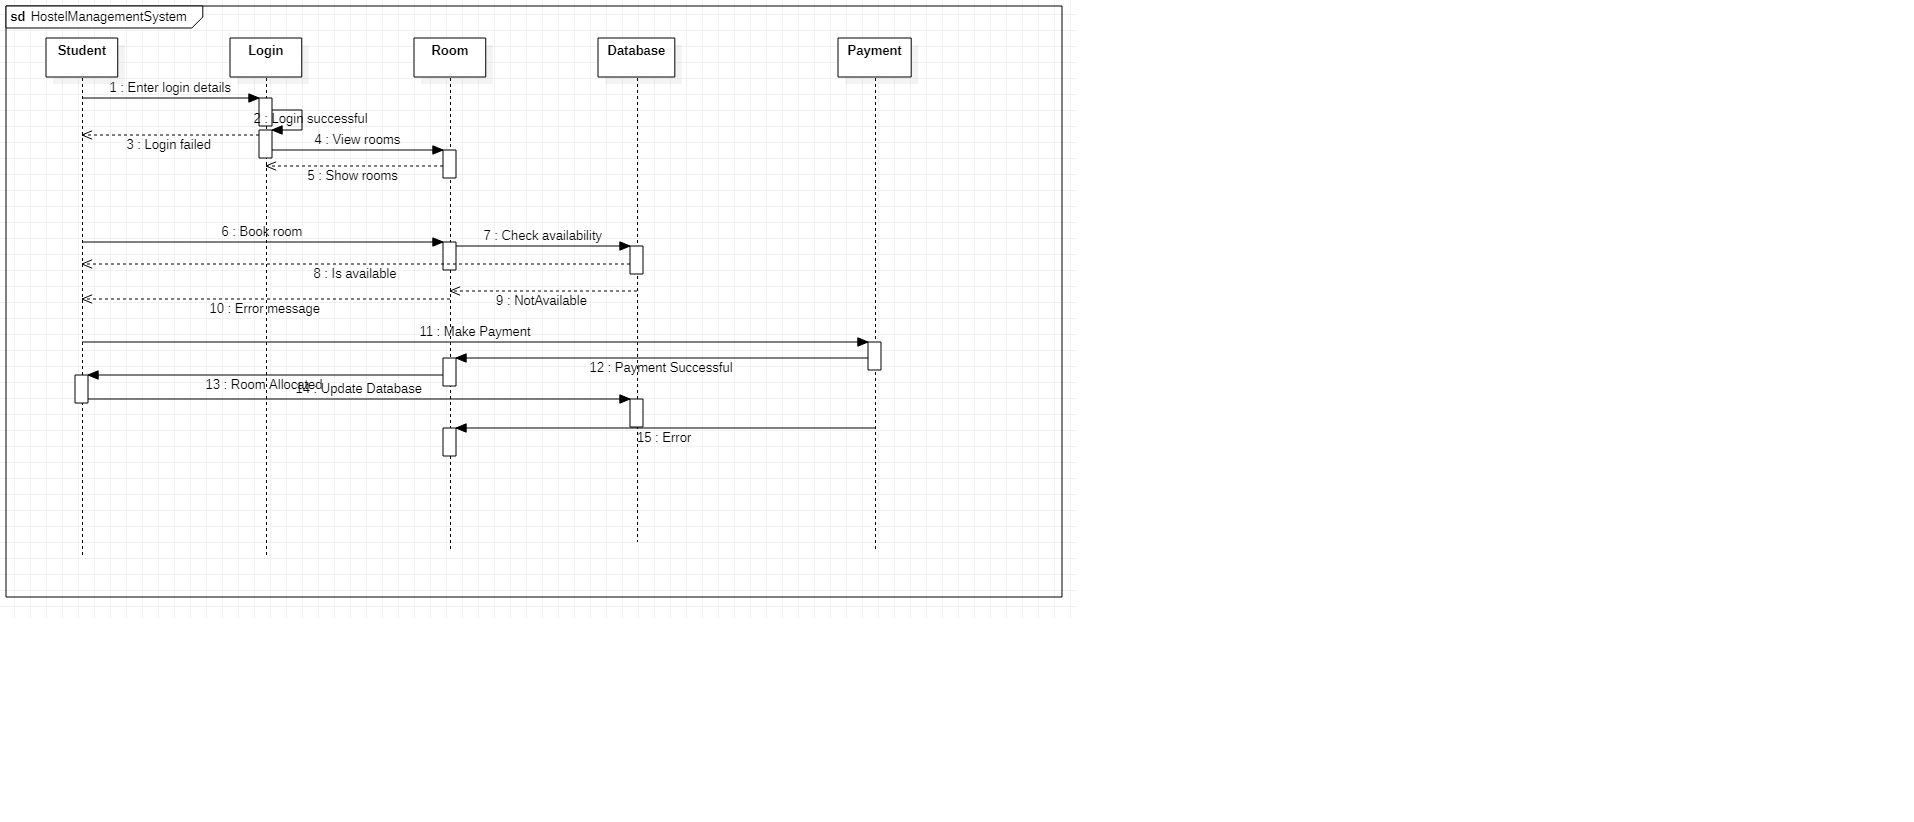 sd HostelManagementSystem
Student
Login
Room
Database
Payment
1 : Enter login details
2 : Login successful
3 : Login failed
4 : View rooms
5 : Show rooms
6 : Book room
7 : Check availability
8 : Is available
9 : NotAvailable
10 : Error message
11 : Make Payment
12 : Payment Successful
13 : Room Allocated
14 : Update Database
15 : Error